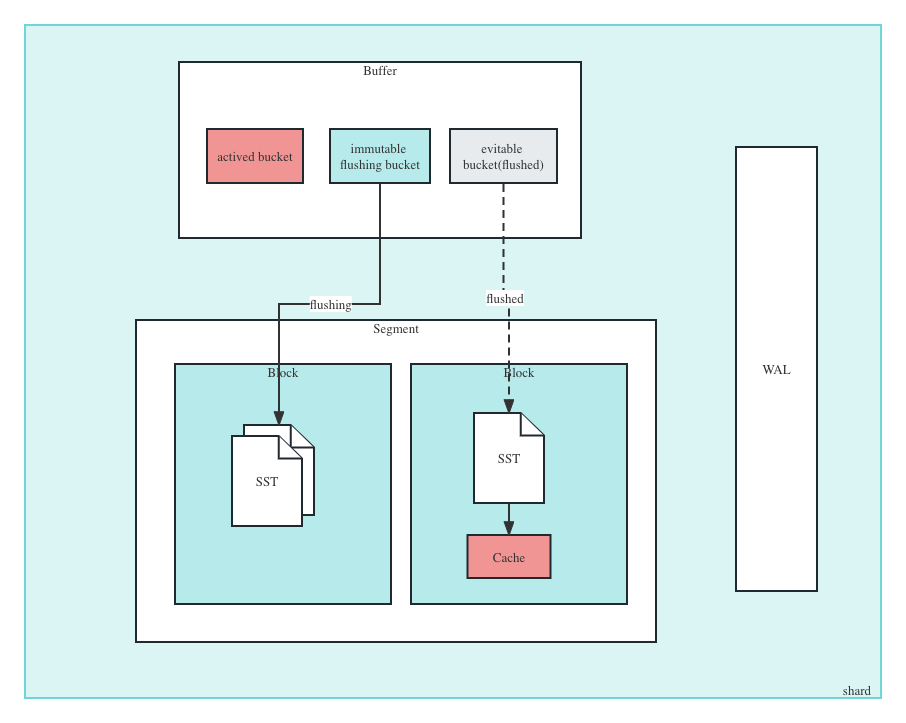 Buffer
actived bucket
immutable
flushing bucket
evitable
bucket(flushed)
flushing
flushed
Segment
Block
Block
SST
SST
Cache
WAL
shard